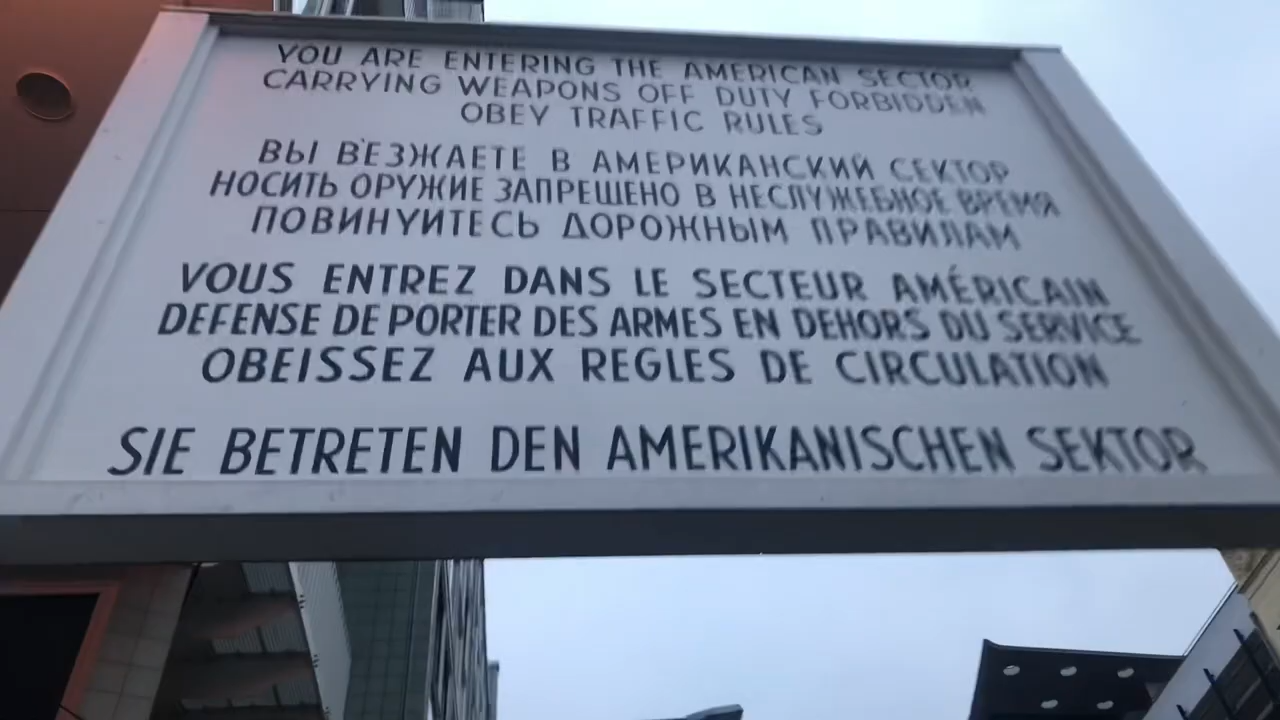 YOU ARE ENTERING THE AMERICAN SECTOR
CARRYING WEAPONS OFF DUTY FORBIDDEN
OBEY TRAFFIC RULES
ВЫ ВЪЕЗЖАЕТЕ В АМЕРИКАНСКИЙ СЕКТОР
НОСИТЬ ОРУЖИЕ ЗАПРЕЩЕНО В НЕСЛУЖЕБНОЕ ВРЕМЯ
ПОВИНУЙТЕСЬ ДОРОЖНЫМ ПРАВИЛАМ
VOUS ENTREZ DANS LE SECTEUR AMÉRICAIN
DEFENSE DE PORTER DES ARMES EN DEHORS DU SERVICE
OBEISSEZ AUX REGLES DE CIRCULATION
SIE BETRETEN DEN AMERIKANISCHEN SEKTOR